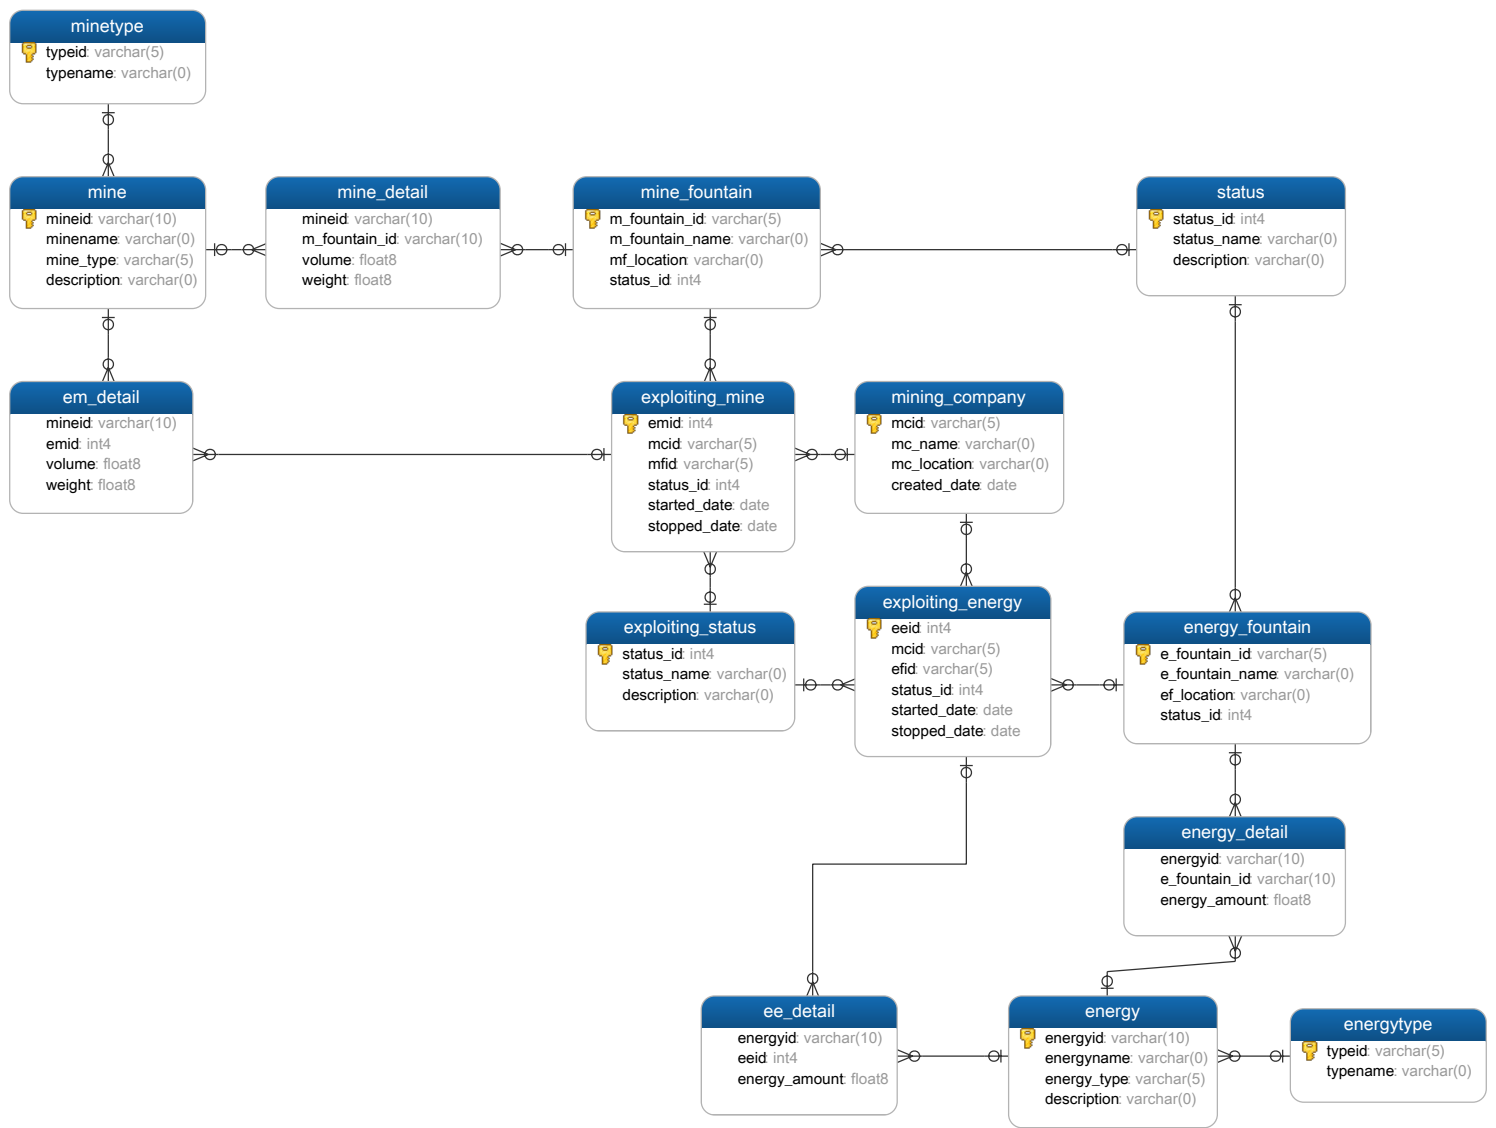 minetype
typeid: varchar(5)
typename: varchar(0)
mine
mineid: varchar(10)
minename: varchar(0)
mine_type: varchar(5)
description: varchar(0)
mine_detail
mineid: varchar(10)
m_fountain_id: varchar(10)
volume: float8
weight: float8
mine_fountain
m_fountain_id: varchar(5)
m_fountain_name: varchar(0)
mf_location: varchar(0)
status_id: int4
status
status_id: int4
status_name: varchar(0)
description: varchar(0)
em_detail
mineid: varchar(10)
emid: int4
volume: float8
weight: float8
exploiting_mine
emid: int4
mcid: varchar(5)
mfid: varchar(5)
status_id: int4
started_date: date
stopped_date: date
mining_company
mcid: varchar(5)
mc_name: varchar(0)
mc_location: varchar(0)
created_date: date
exploiting_status
status_id: int4
status_name: varchar(0)
description: varchar(0)
exploiting_energy
eeid: int4
mcid: varchar(5)
efid: varchar(5)
status_id: int4
started_date: date
stopped_date: date
energy_fountain
e_fountain_id: varchar(5)
e_fountain_name: varchar(0)
ef_location: varchar(0)
status_id: int4
energy_detail
energyid: varchar(10)
e_fountain_id: varchar(10)
energy_amount: float8
ee_detail
energyid: varchar(10)
eeid: int4
energy_amount: float8
energy
energyid: varchar(10)
energyname: varchar(0)
energy_type: varchar(5)
description: varchar(0)
energytype
typeid: varchar(5)
typename: varchar(0)